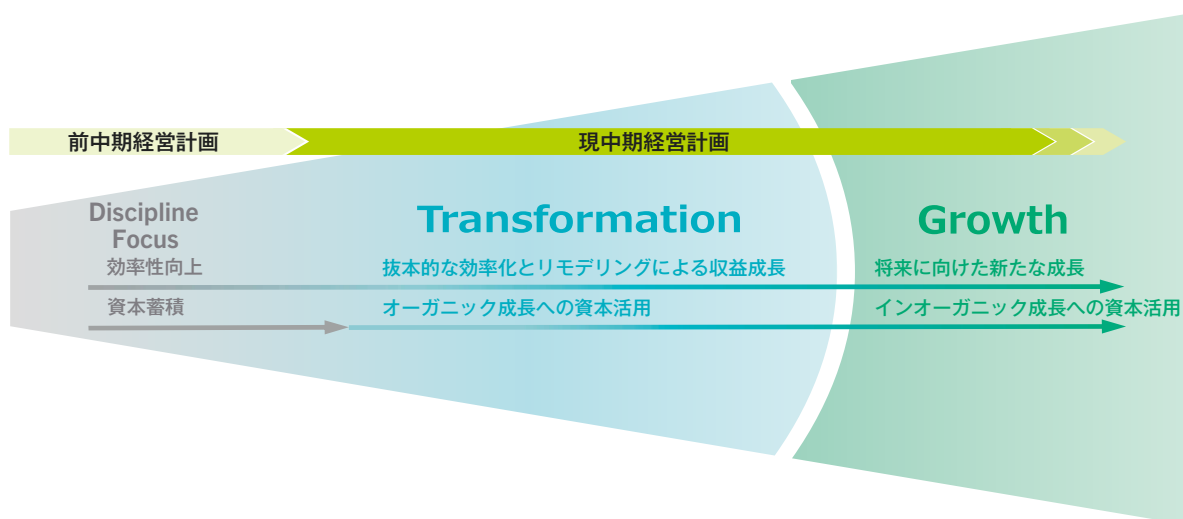 前中期経営計画
現中期経営計画
Discipline
Focus
効率性向上
資本蓄積
Transformation
抜本的な効率化とリモデリングによる収益成長
オーガニック成長への資本活用
Growth
将来に向けた新たな成長
インオーガニック成長への資本活用